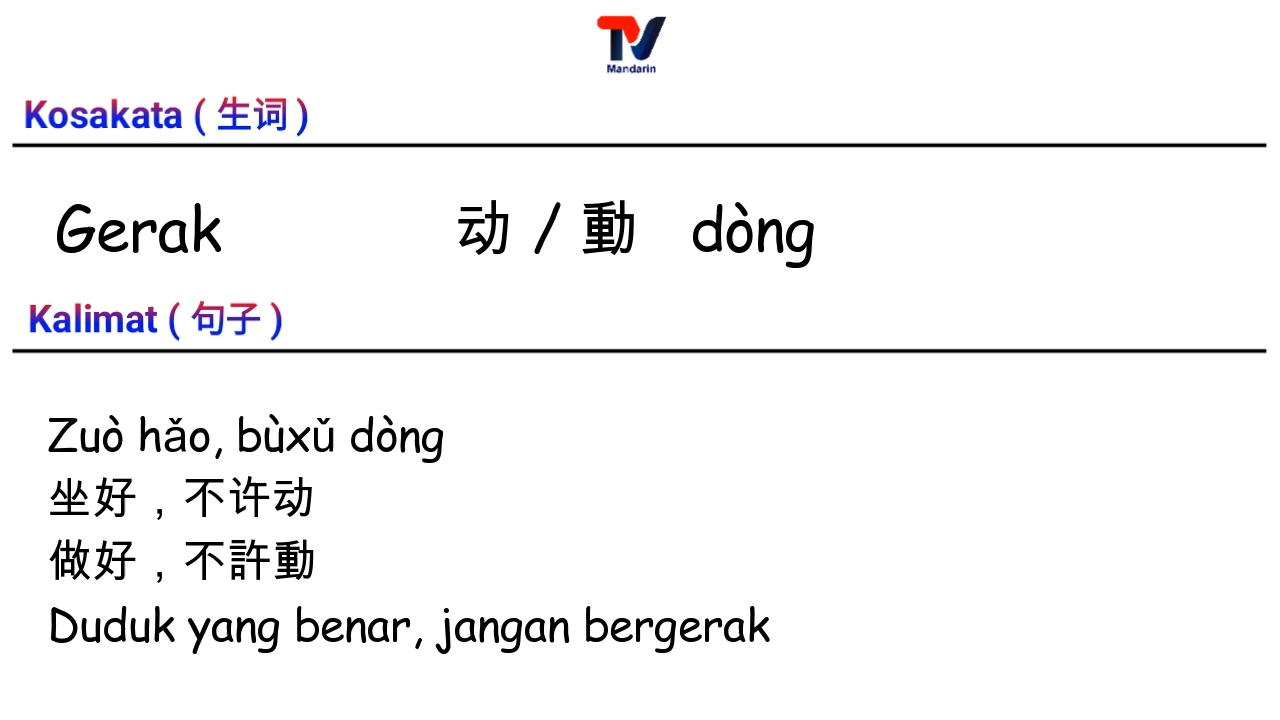 TV
Mandarin
Kosakata ( 生词 )
Gerak 动 / 動 dòng
Kalimat ( 句子 )
Zuò hǎo, bùxǔ dòng
坐好，不许动
做好，不許動
Duduk yang benar, jangan bergerak